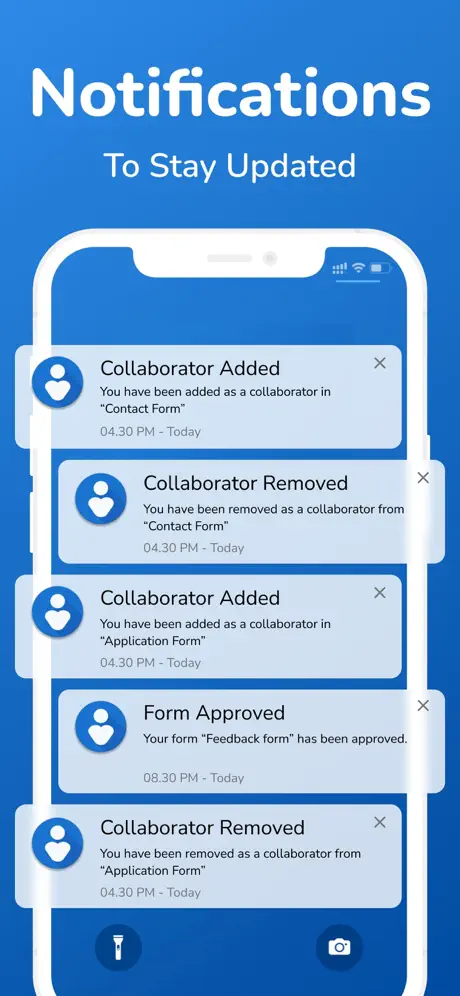 Notifications
To Stay Updated
Collaborator Added
You have been added as a collaborator in
“Contact Form”
04.30 PM - Today
Collaborator Removed
You have been removed as a collaborator from
“Contact Form”
04.30 PM - Today
Collaborator Added
You have been added as a collaborator in
“Application Form”
04.30 PM - Today
Form Approved
Your form “Feedback form” has been approved.
08.30 PM - Today
Collaborator Removed
You have been removed as a collaborator from
“Application Form”
04.30 PM - Today